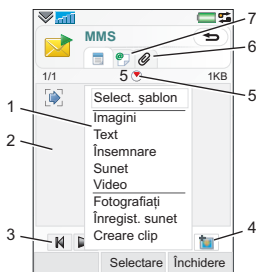 7
MMS
6
1/1
5
1KB
5
Select. şablon
1
Imagini
Text
2
Însemnare
Sunet
Video
Fotografiați
Înregist. sunet
3
Creare clip
4
Selectare
Închidere